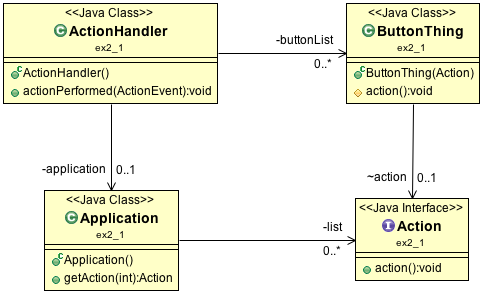 <<Java Class>>
ActionHandler
ex2_1
ActionHandler()
actionPerformed(ActionEvent):void
-buttonList
0..*
<<Java Class>>
ButtonThing
ex2_1
ButtonThing(Action)
action():void
-application
0..1
~action
0..1
<<Java Class>>
Application
ex2_1
Application()
getAction(int):Action
-list
0..*
<<Java Interface>>
Action
ex2_1
action():void